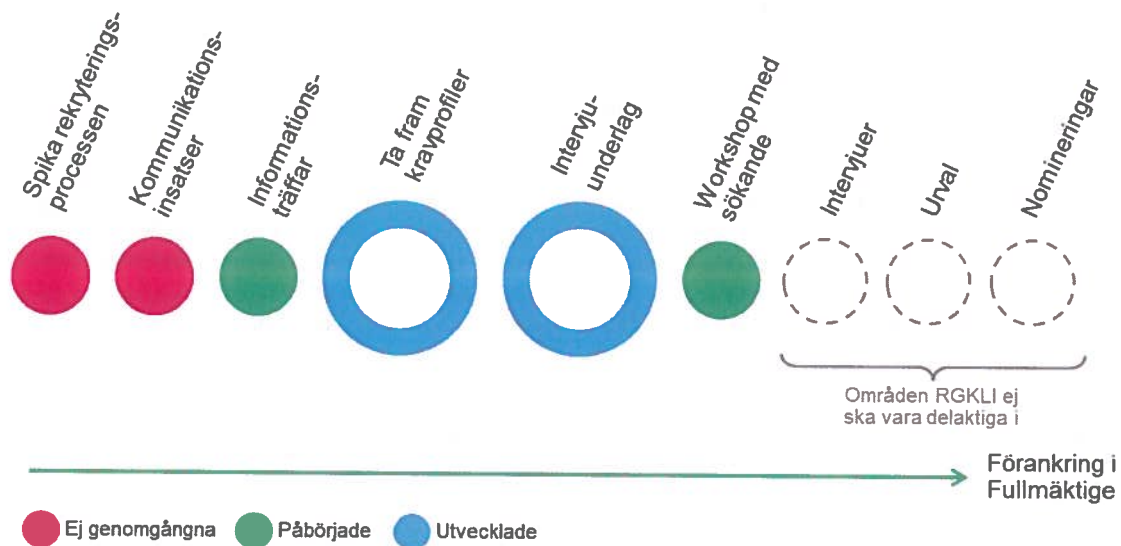 Spika rekryterings-
processen
Kommunikations-
insatser
Informations-
träffar
Ta fram
kravprofiler
Intervju-
underlag
Workshop med
sökande
Intervjuer
Urval
Nomineringar
Områden RGKLI ej
ska vara delaktiga i
Förankring i
Fullmäktige
Ej genomgångna
Påbörjade
Utvecklade